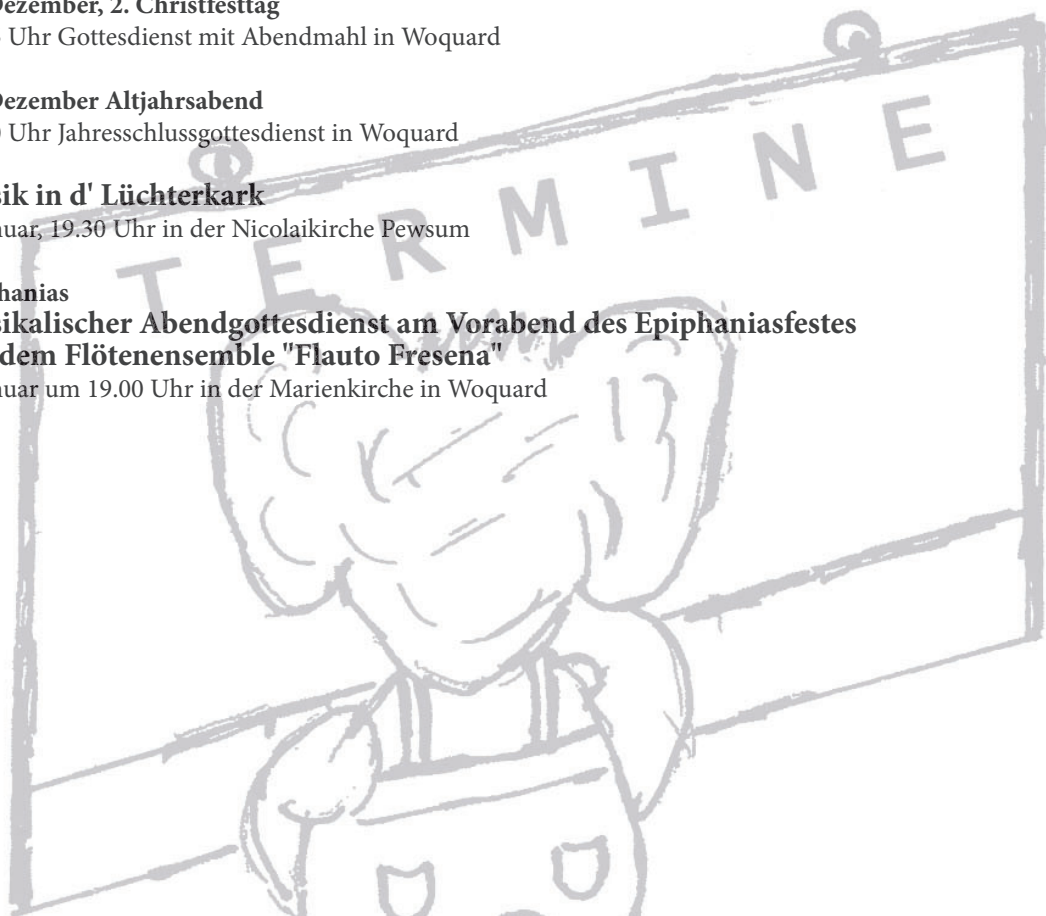 Dezember, 2. Christfesttag
Uhr Gottesdienst mit Abendmahl in Woquard
Dezember Altjahrsabend
Uhr Jahresschlussgottesdienst in Woquard
sik in d' Lüchterkark
nuar, 19.30 Uhr in der Nicolaikirche Pewsum
hanias
sikalischer Abendgottesdienst am Vorabend des Epiphaniasfestes
dem Flötenensemble "Flauto Fresena"
nuar um 19.00 Uhr in der Marienkirche in Woquard
TERMINE